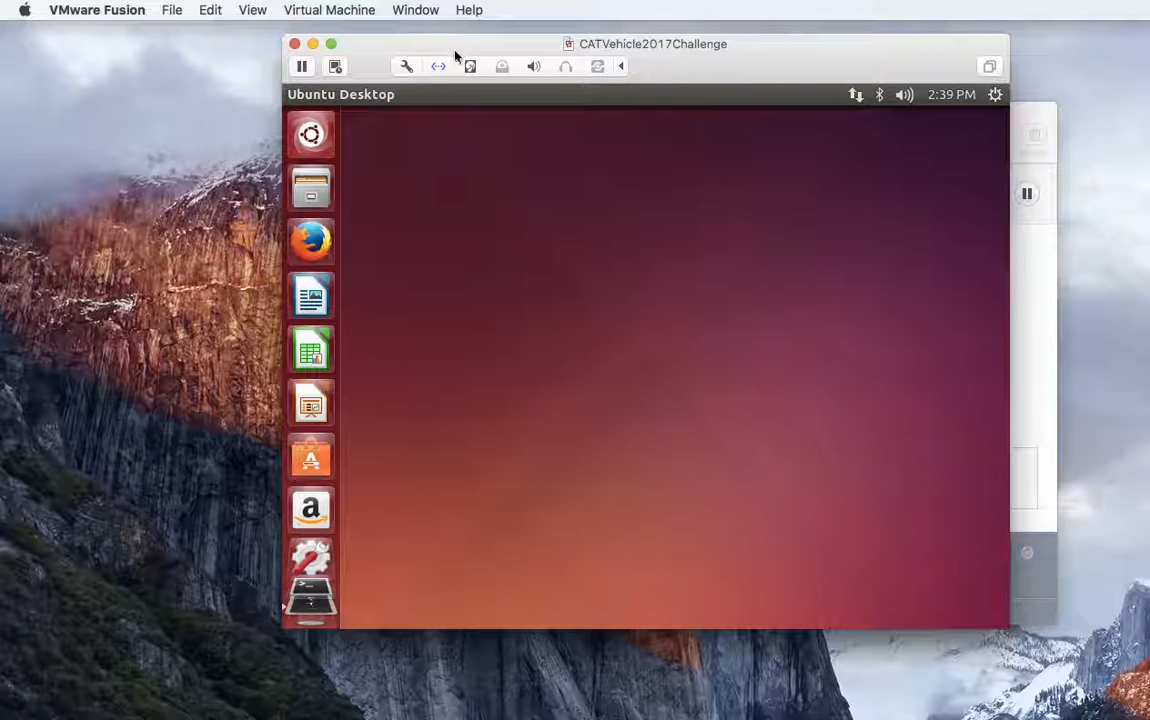 VMware Fusion File Edit View Virtual Machine Window Help
CATVehicle2017Challenge
Ubuntu Desktop 2:39 PM